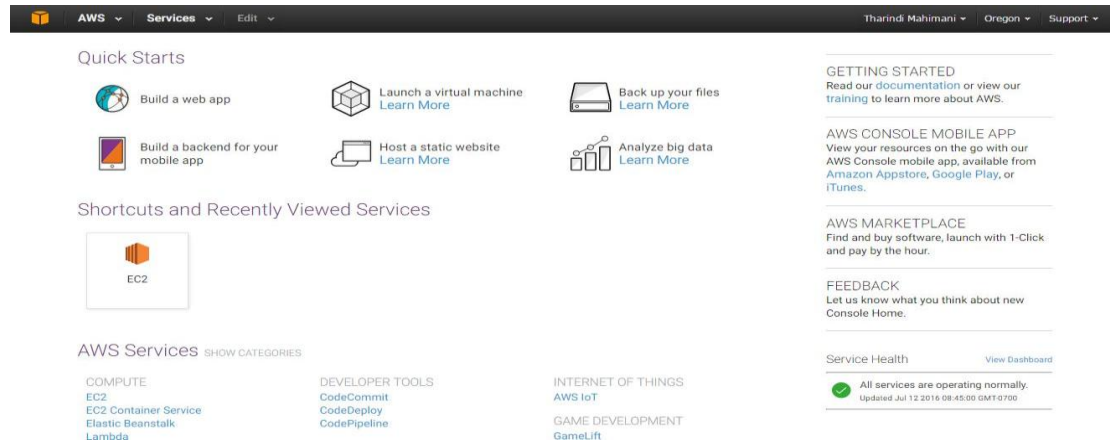 AWS Services Edit Tharindi Mahimani Oregon Support
Quick Starts
Build a web app
Launch a virtual machine
Learn More
Back up your files
Learn More
Build a backend for your
mobile app
Host a static website
Learn More
Analyze big data
Learn More
Shortcuts and Recently Viewed Services
EC2
AWS Services SHOW CATEGORIES
COMPUTE
EC2
EC2 Container Service
Elastic Beanstalk
Lambda
DEVELOPER TOOLS
CodeCommit
CodeDeploy
CodePipeline
INTERNET OF THINGS
AWS IoT
GAME DEVELOPMENT
GameLift
GETTING STARTED
Read our documentation or view our
training to learn more about AWS.
AWS CONSOLE MOBILE APP
View your resources on the go with our
AWS Console mobile app, available from
Amazon Appstore, Google Play, or
iTunes.
AWS MARKETPLACE
Find and buy software, launch with 1-Click
and pay by the hour.
FEEDBACK
Let us know what you think about new
Console Home.
Service Health View Dashboard
All services are operating normally.
Updated Jul 12 2016 08:45:00 GMT-0700